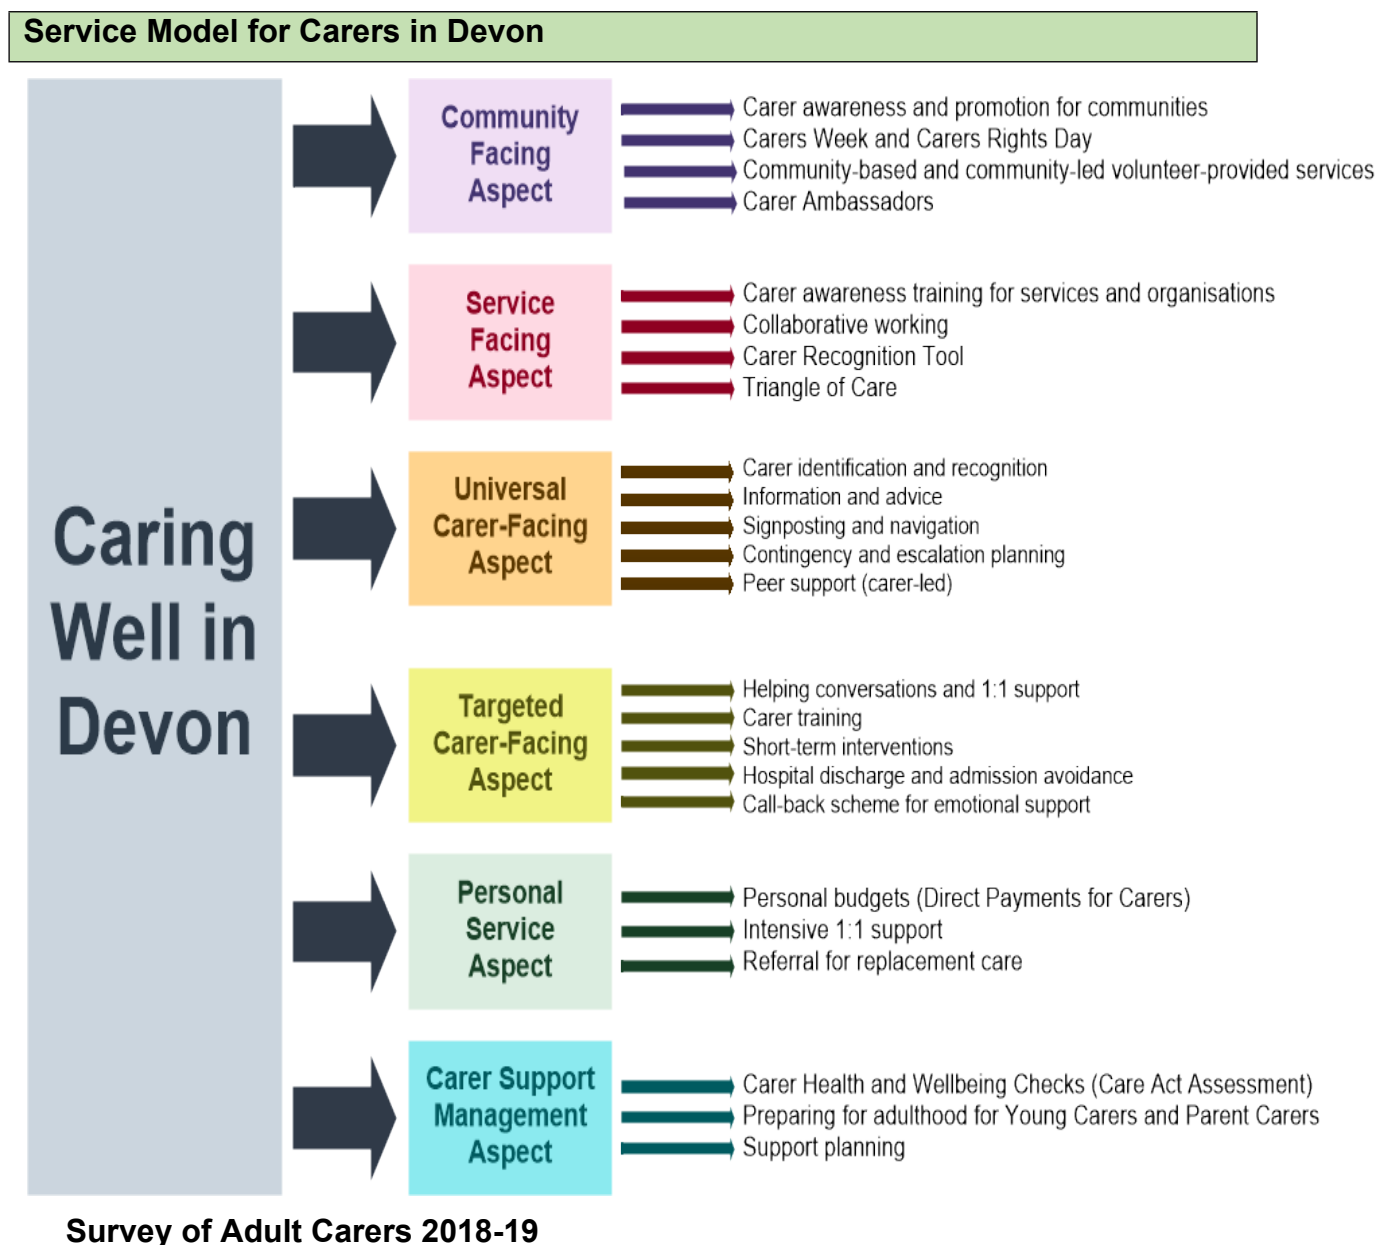 Service Model for Carers in Devon
Caring
Well in
Devon
Community
Facing
Aspect
Carer awareness and promotion for communities
Carers Week and Carers Rights Day
Community-based and community-led volunteer-provided services
Carer Ambassadors
Service
Facing
Aspect
Carer awareness training for services and organisations
Collaborative working
Carer Recognition Tool
Triangle of Care
Universal
Carer-Facing
Aspect
Carer identification and recognition
Information and advice
Signposting and navigation
Contingency and escalation planning
Peer support (carer-led)
Targeted
Carer-Facing
Aspect
Helping conversations and 1:1 support
Carer training
Short-term interventions
Hospital discharge and admission avoidance
Call-back scheme for emotional support
Personal
Service
Aspect
Personal budgets (Direct Payments for Carers)
Intensive 1:1 support
Referral for replacement care
Carer Support
Management
Aspect
Carer Health and Wellbeing Checks (Care Act Assessment)
Preparing for adulthood for Young Carers and Parent Carers
Support planning
Survey of Adult Carers 2018-19